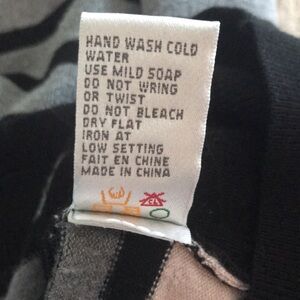 HAND WASH COLD
WATER
USE MILD SOAP
DO NOT WRING
OR TWIST
DO NOT BLEACH
DRY FLAT
IRON AT
LOW SETTING
FAIT EN CHINE
MADE IN CHINA